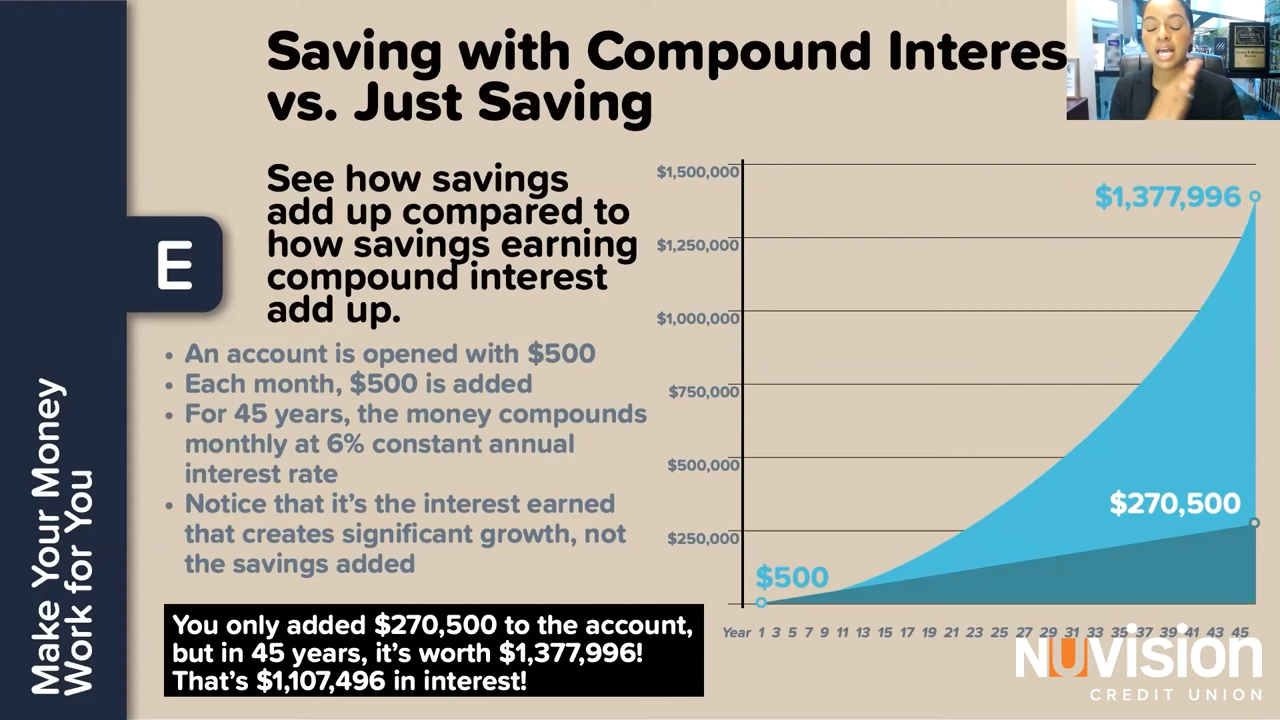 Saving with Compound Interes
vs. Just Saving
See how savings
add up compared to
how savings earning
compound interest
add up.
• An account is opened with $500
• Each month, $500 is added
• For 45 years, the money compounds
monthly at 6% constant annual
interest rate
• Notice that it’s the interest earned
that creates significant growth, not
the savings added
You only added $270,500 to the account,
but in 45 years, it’s worth $1,377,996!
That’s $1,107,496 in interest!
E
Make Your Money
Work for You
$1,500,000
$1,250,000
$1,000,000
$750,000
$500,000
$250,000
$1,377,996
$270,500
$500
Year 1 3 5 7 9 11 13 15 17 19 21 23 25 27 29 31 33 35 37 39 41 43 45
NUVISION
CREDIT UNION